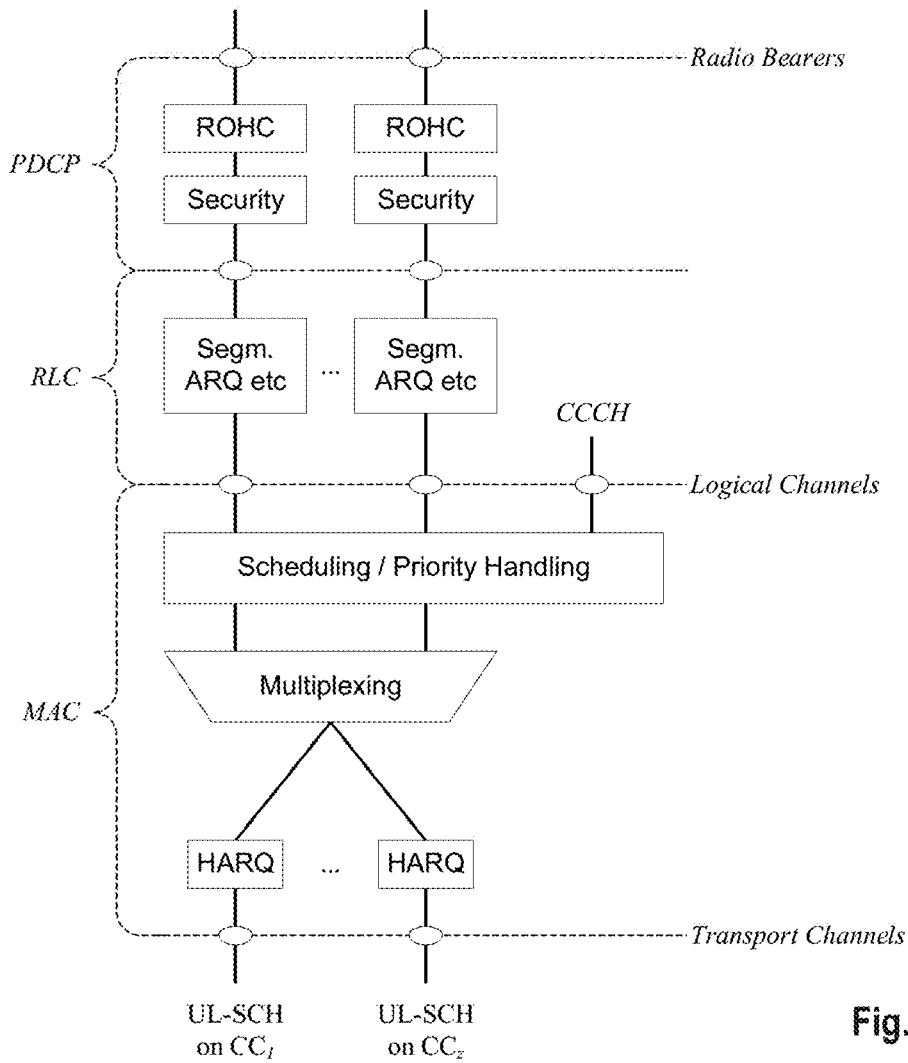 Radio Bearers
ROHC
ROHC
PDCP
Security
Security
Segm.
ARQ etc
...
Segm.
ARQ etc
RLC
CCCH
Logical Channels
Scheduling / Priority Handling
Multiplexing
MAC
HARQ
...
HARQ
Transport Channels
UL-SCH
on CC1
UL-SCH
on CCz
Fig.